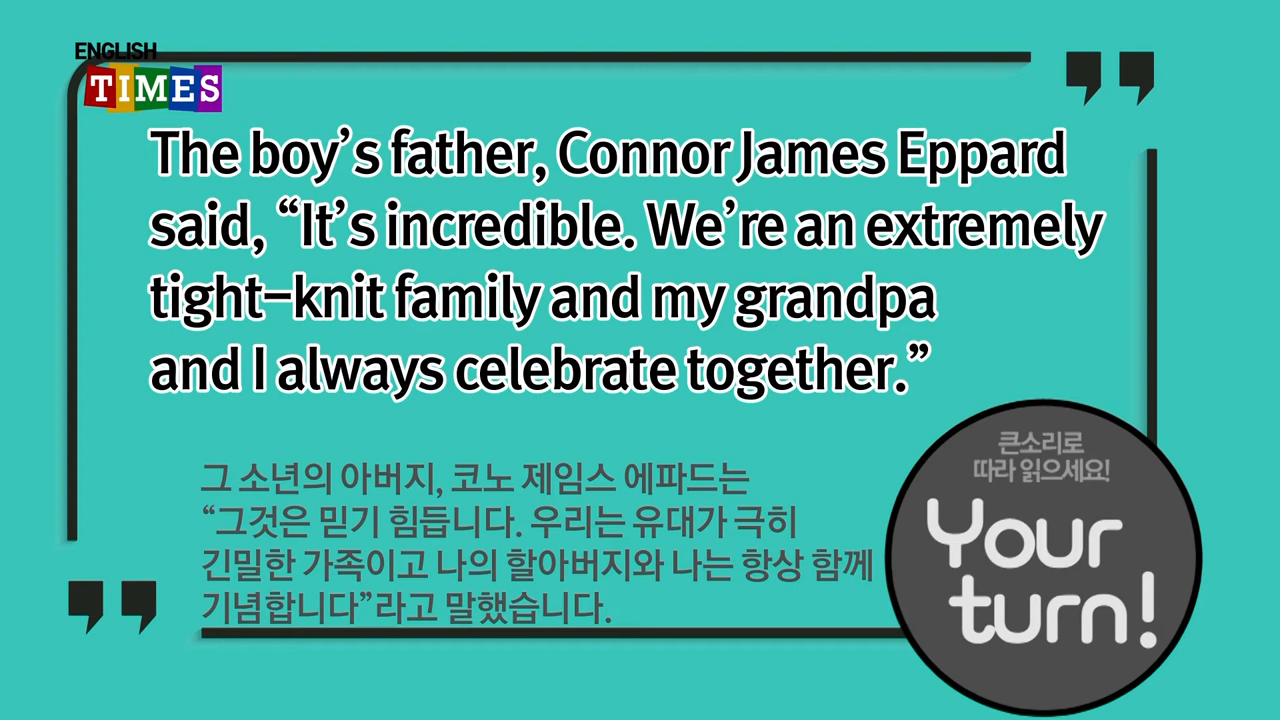 ENGLISH
TIMES
The boy’s father, Connor James Eppard
said, “It’s incredible. We’re an extremely
tight–knit family and my grandpa
and I always celebrate together.”
그 소년의 아버지, 코노 제임스 에파드는
“그것은 믿기 힘듭니다. 우리는 유대가 극히
긴밀한 가족이고 나의 할아버지와 나는 항상 함께
기념합니다”라고 말했습니다.
큰소리로
따라 읽으세요!
Your
turn!